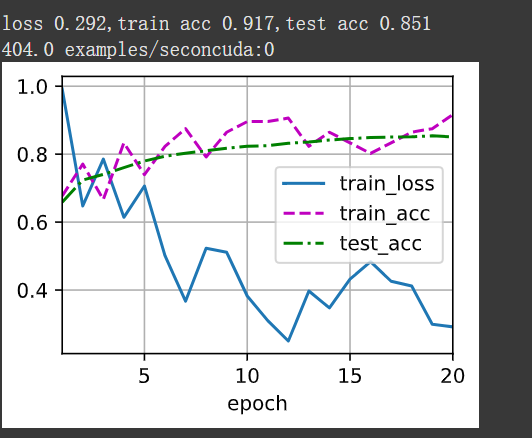 loss 0.292,train acc 0.917,test acc 0.851
404.0 examples/seconcuda:0
1.0
0.8
0.6
0.4
train_loss
train_acc
test_acc
5
10
15
20
epoch